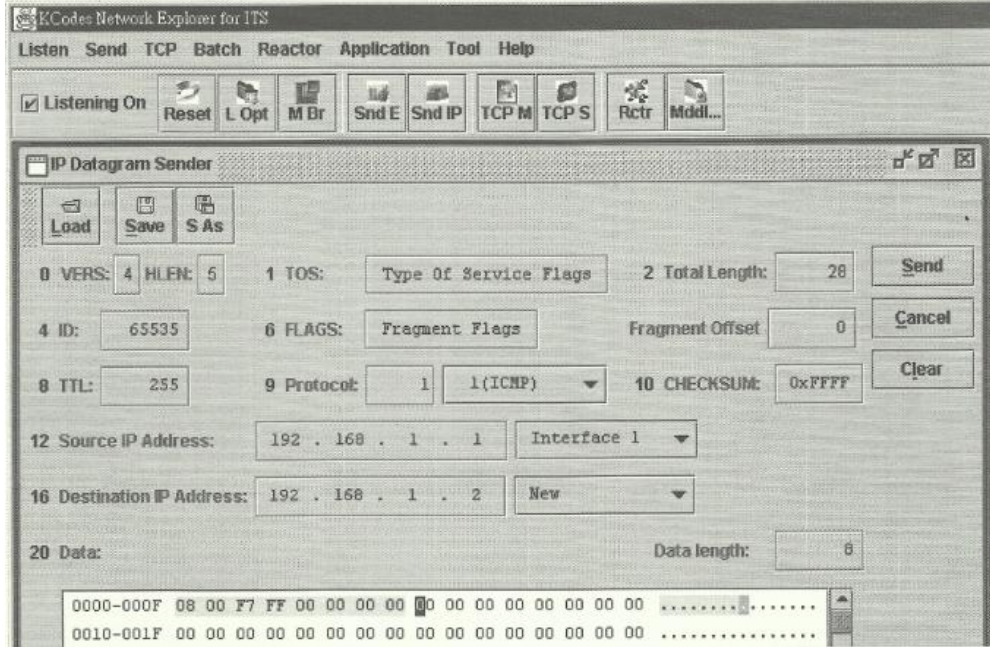 KCodes Network Explorer for ITS
Listen Send TCP Batch Reactor Application Tool Help
Listening On Reset L Opt M Br Snd E Snd IP TCP M TCP S Rctr Mddl...
IP Datagram Sender
Load Save S As
0 VERS: 4 HLEN: 5 1 TOS: Type Of Service Flags 2 Total Length: 28 Send
4 ID: 65535 6 FLAGS: Fragment Flags Fragment Offset 0 Cancel
8 TTL: 255 9 Protocol: 1 1(ICMP) 10 CHECKSUM: 0xFFFF Clear
12 Source IP Address: 192 . 168 . 1 . 1 Interface 1
16 Destination IP Address: 192 . 168 . 1 . 2 New
20 Data: Data length: 8
0000-000F 08 00 F7 FF 00 00 00 00 00 00 00 00 00 00 00 00 ................
0010-001F 00 00 00 00 00 00 00 00 00 00 00 00 00 00 00 00 ................